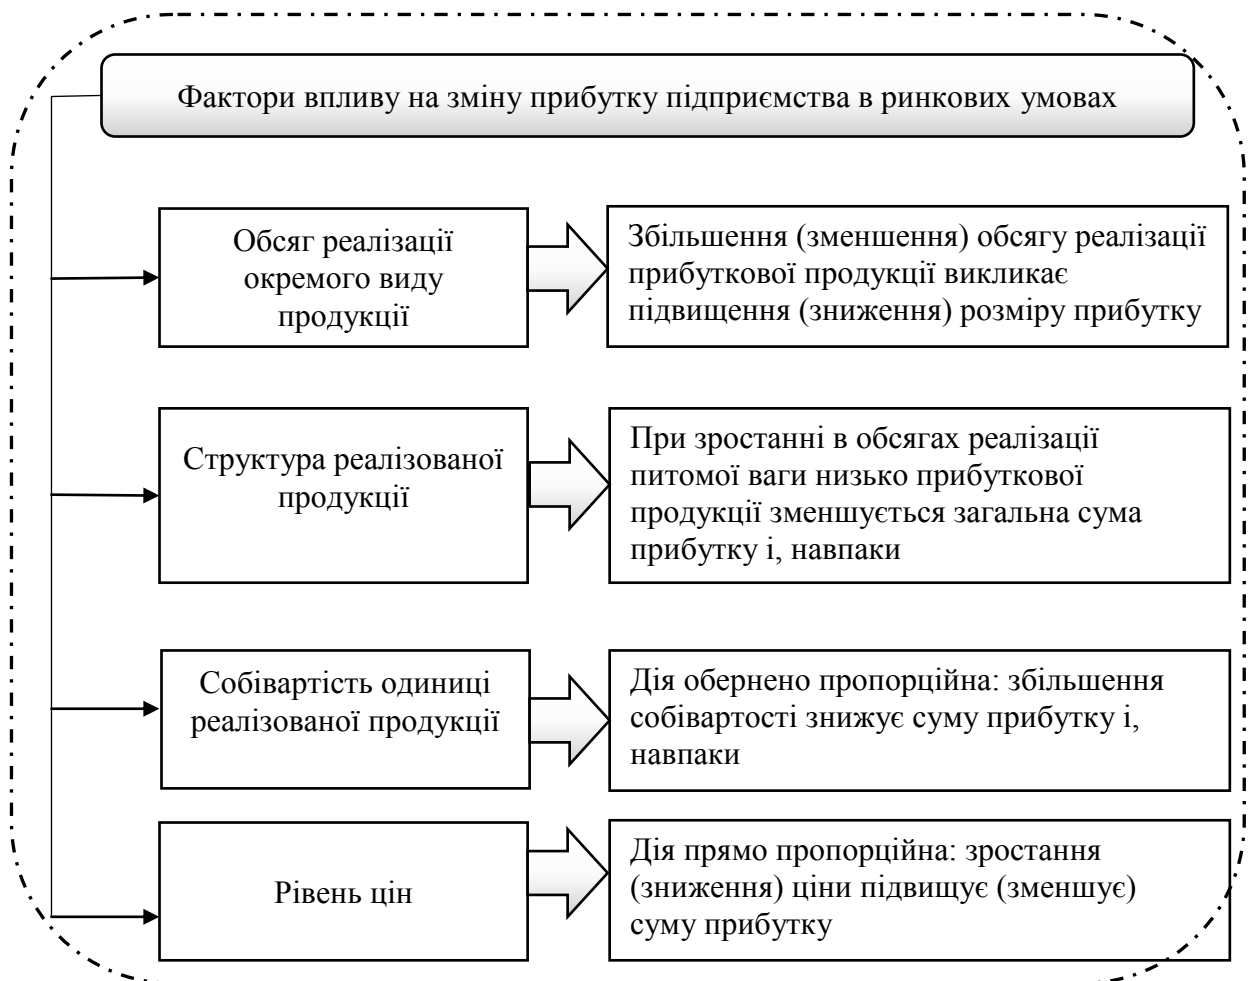 Фактори впливу на зміну прибутку підприємства в ринкових умовах
Обсяг реалізації
окремого виду
продукції
Збільшення (зменшення) обсягу реалізації
прибуткової продукції викликає
підвищення (зниження) розміру прибутку
Структура реалізованої
продукції
При зростанні в обсягах реалізації
питомої ваги низько прибуткової
продукції зменшується загальна сума
прибутку і, навпаки
Собівартість одиниці
реалізованої продукції
Дія обернено пропорційна: збільшення
собівартості знижує суму прибутку і,
навпаки
Рівень цін
Дія прямо пропорційна: зростання
(зниження) ціни підвищує (зменшує)
суму прибутку